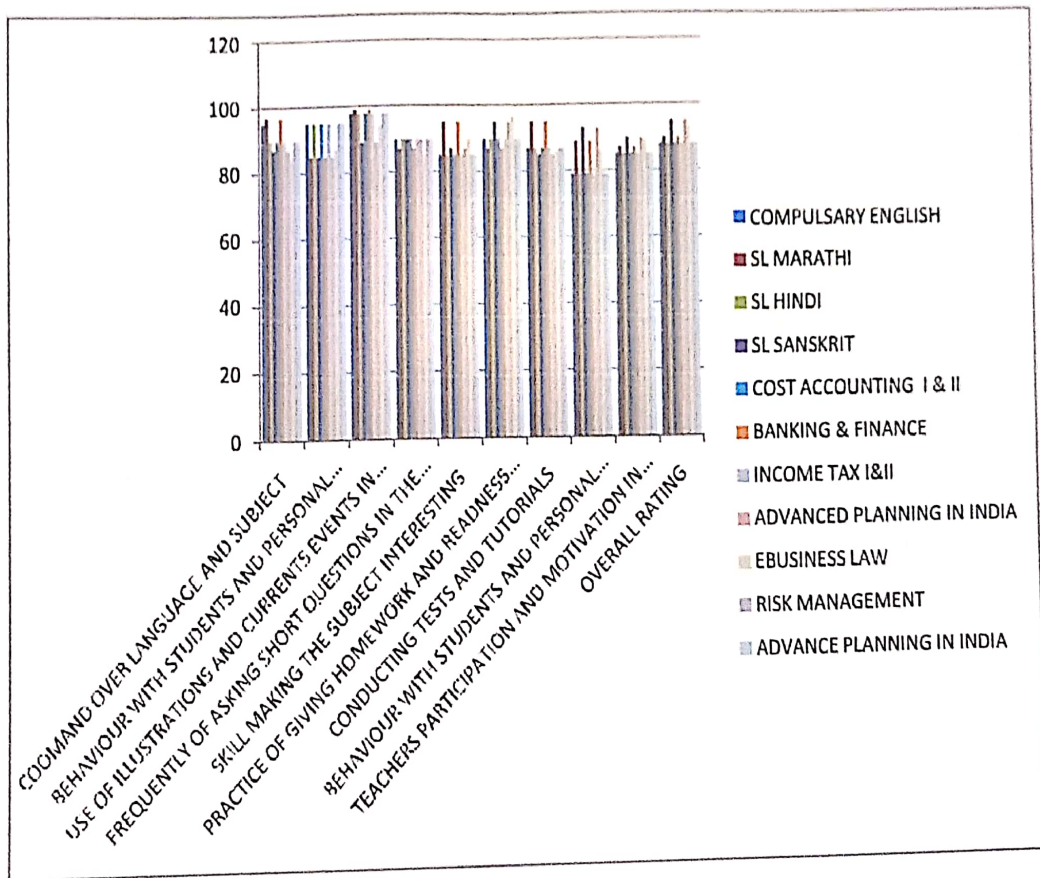 120
100
80
60
40
20
0
COOMAND OVER LANGUAGE AND SUBJECT
BEHAVIOUR WITH STUDENTS AND PERSONAL...
USE OF ILLUSTRATIONS AND CURRENTS EVENTS IN...
FREQUENTLY OF ASKING SHORT QUESTIONS IN THE...
SKILL MAKING THE SUBJECT INTERESTING
PRACTICE OF GIVING HOMEWORK AND READNESS...
CONDUCTING TESTS AND TUTORIALS
BEHAVIOUR WITH STUDENTS AND PERSONAL...
TEACHERS PARTICIPATION AND MOTIVATION IN...
OVERALL RATING
COMPULSARY ENGLISH
SL MARATHI
SL HINDI
SL SANSKRIT
COST ACCOUNTING I & II
BANKING & FINANCE
INCOME TAX I&II
ADVANCED PLANNING IN INDIA
EBUSINESS LAW
RISK MANAGEMENT
ADVANCE PLANNING IN INDIA